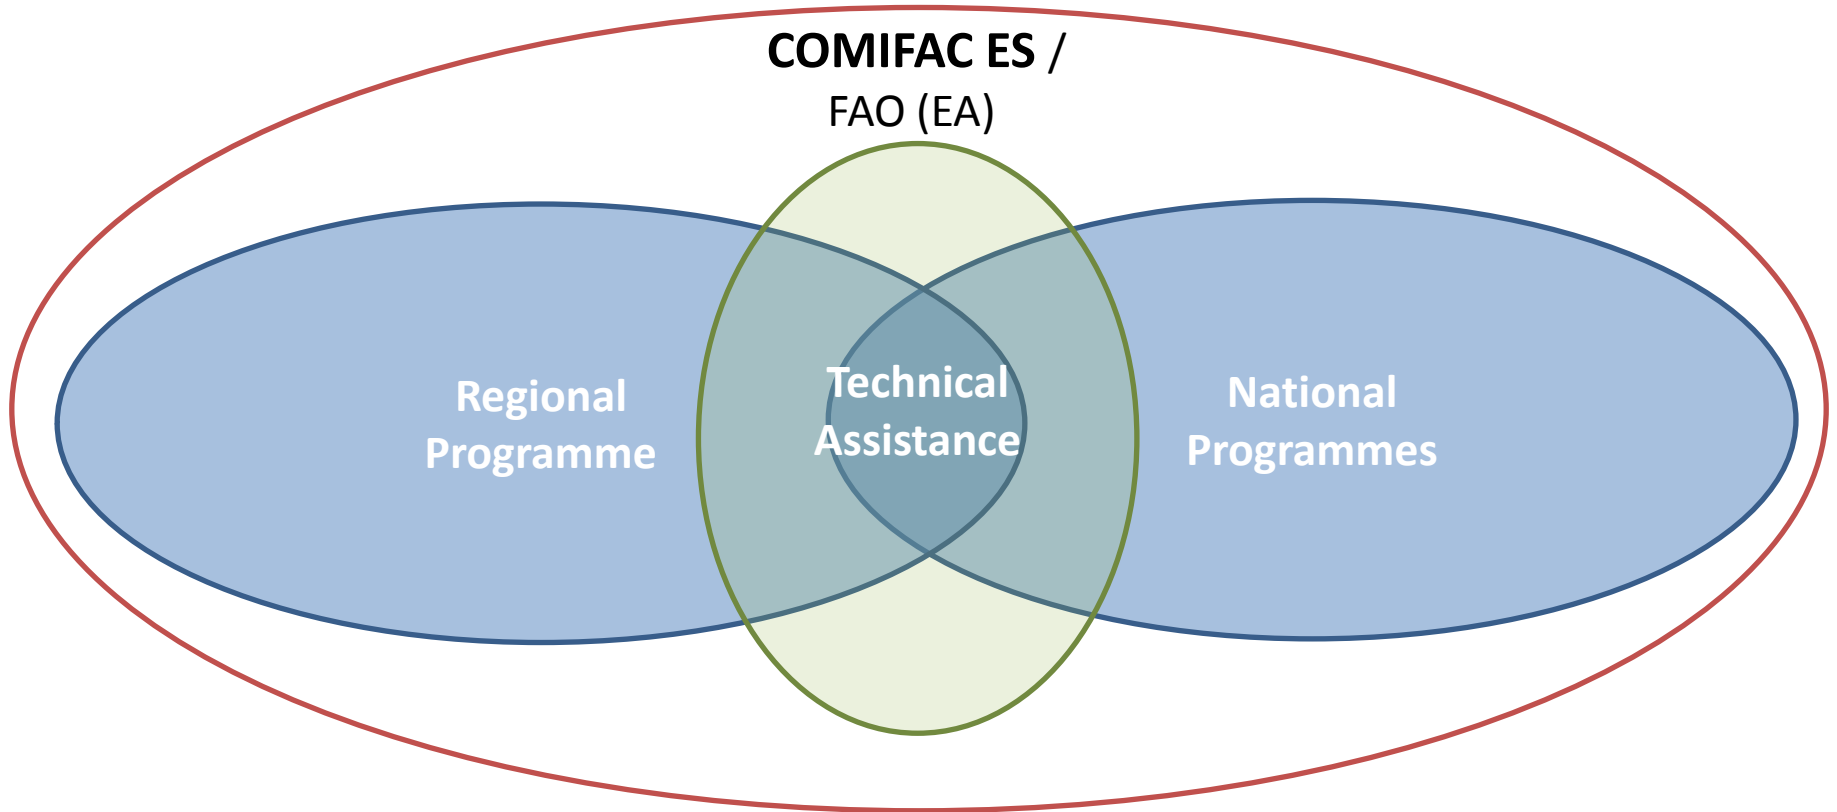 COMIFAC ES /
FAO (EA)
Regional
Programme
Technical
Assistance
National
Programmes